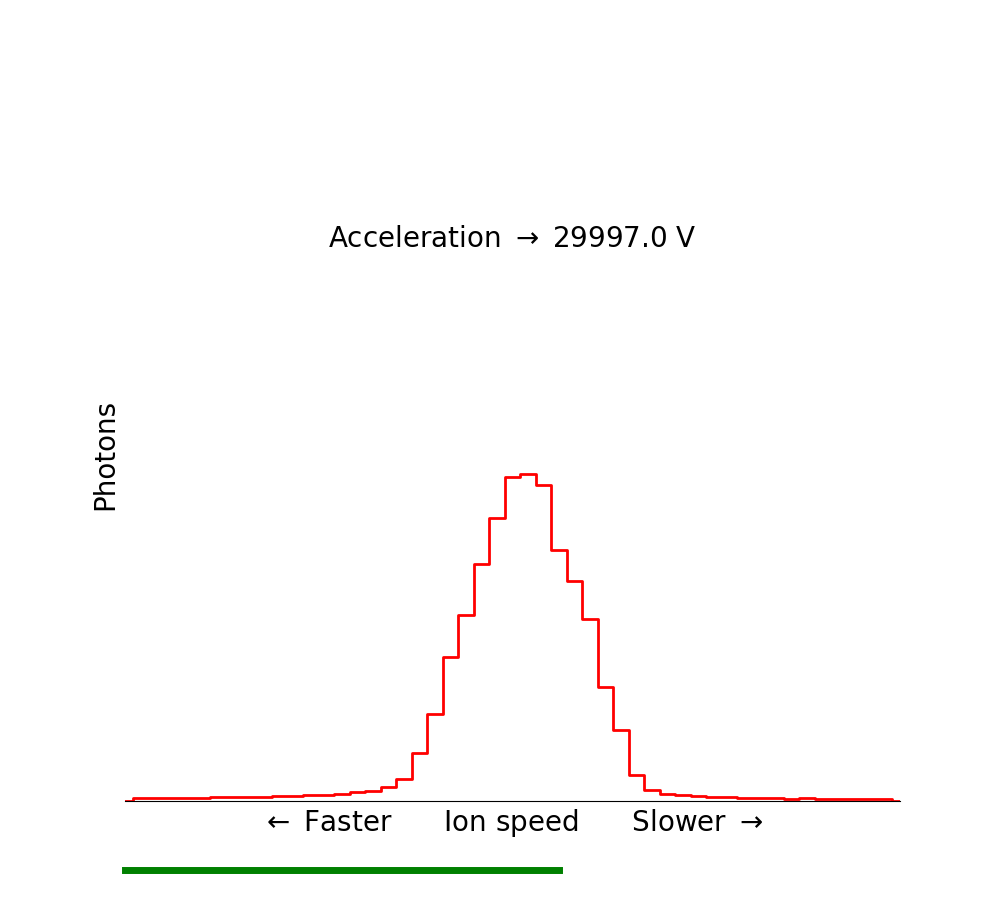 Acceleration → 29997.0 V
Photons
← Faster Ion speed Slower →